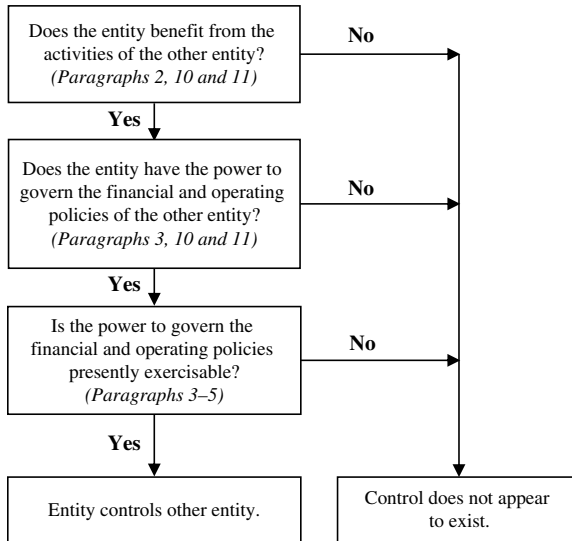 Does the entity benefit from the
activities of the other entity?
(Paragraphs 2, 10 and 11)
No
Yes
Does the entity have the power to
govern the financial and operating
policies of the other entity?
(Paragraphs 3, 10 and 11)
No
Yes
Is the power to govern the
financial and operating policies
presently exercisable?
(Paragraphs 3–5)
No
Yes
Entity controls other entity.
Control does not appear
to exist.